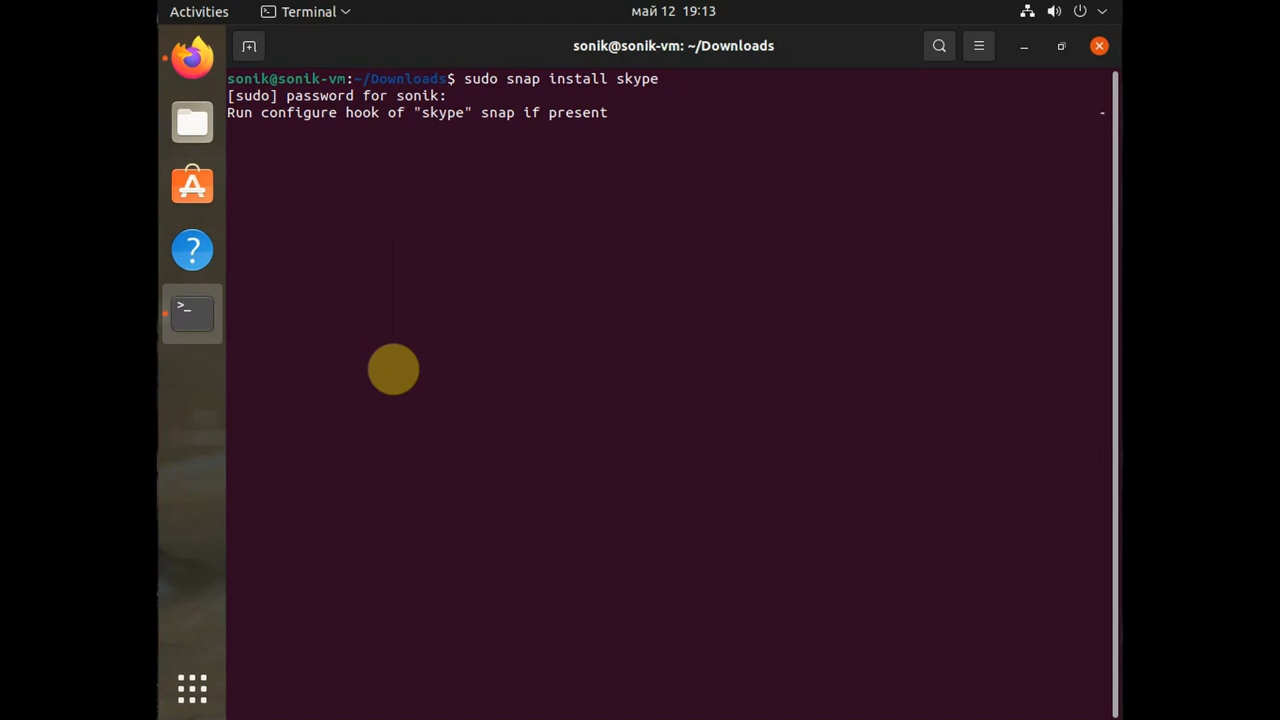 Activities
Terminal
май 12 19:13
sonik@sonik-vm: ~/Downloads
sonik@sonik-vm:~/Downloads$ sudo snap install skype
[sudo] password for sonik:
Run configure hook of "skype" snap if present -